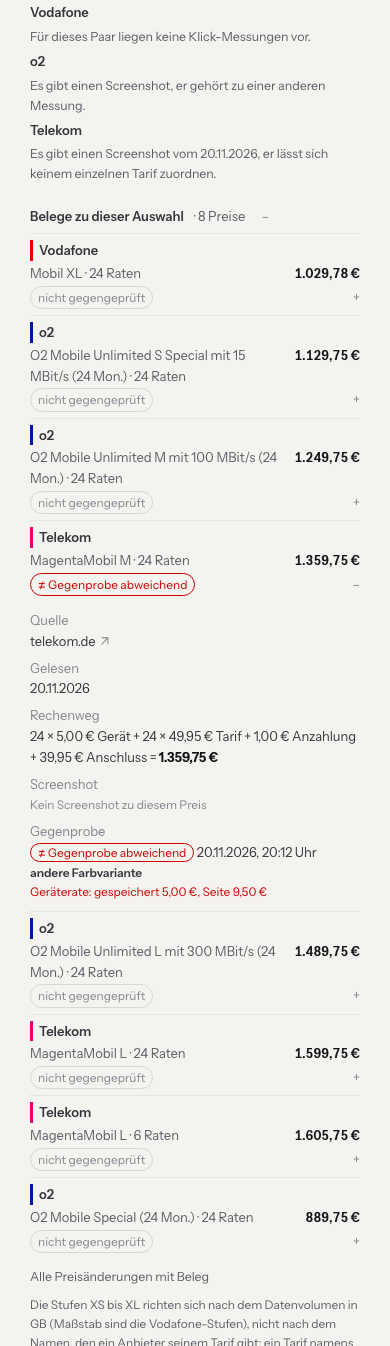 Vodafone
Für dieses Paar liegen keine Klick-Messungen vor.
o2
Es gibt einen Screenshot, er gehört zu einer anderen
Messung.
Telekom
Es gibt einen Screenshot vom 20.11.2026, er lässt sich
keinem einzelnen Tarif zuordnen.
Belege zu dieser Auswahl · 8 Preise –
Vodafone
Mobil XL · 24 Raten 1.029,78 €
nicht gegengeprüft +
o2
O2 Mobile Unlimited S Special mit 15 1.129,75 €
MBit/s (24 Mon.) · 24 Raten
nicht gegengeprüft +
o2
O2 Mobile Unlimited M mit 100 MBit/s (24 1.249,75 €
Mon.) · 24 Raten
nicht gegengeprüft +
Telekom
MagentaMobil M · 24 Raten 1.359,75 €
≠ Gegenprobe abweichend –
Quelle
telekom.de ↗
Gelesen
20.11.2026
Rechenweg
24 × 5,00 € Gerät + 24 × 49,95 € Tarif + 1,00 € Anzahlung
+ 39,95 € Anschluss = 1.359,75 €
Screenshot
Kein Screenshot zu diesem Preis
Gegenprobe
≠ Gegenprobe abweichend 20.11.2026, 20:12 Uhr
andere Farbvariante
Geräterate: gespeichert 5,00 €, Seite 9,50 €
o2
O2 Mobile Unlimited L mit 300 MBit/s (24 1.489,75 €
Mon.) · 24 Raten
nicht gegengeprüft +
Telekom
MagentaMobil L · 24 Raten 1.599,75 €
nicht gegengeprüft +
Telekom
MagentaMobil L · 6 Raten 1.605,75 €
nicht gegengeprüft +
o2
O2 Mobile Special (24 Mon.) · 24 Raten 889,75 €
nicht gegengeprüft +
Alle Preisänderungen mit Beleg
Die Stufen XS bis XL richten sich nach dem Datenvolumen in
GB (Maßstab sind die Vodafone-Stufen), nicht nach dem
Namen, den ein Anbieter seinem Tarif gibt: ein Tarif namens